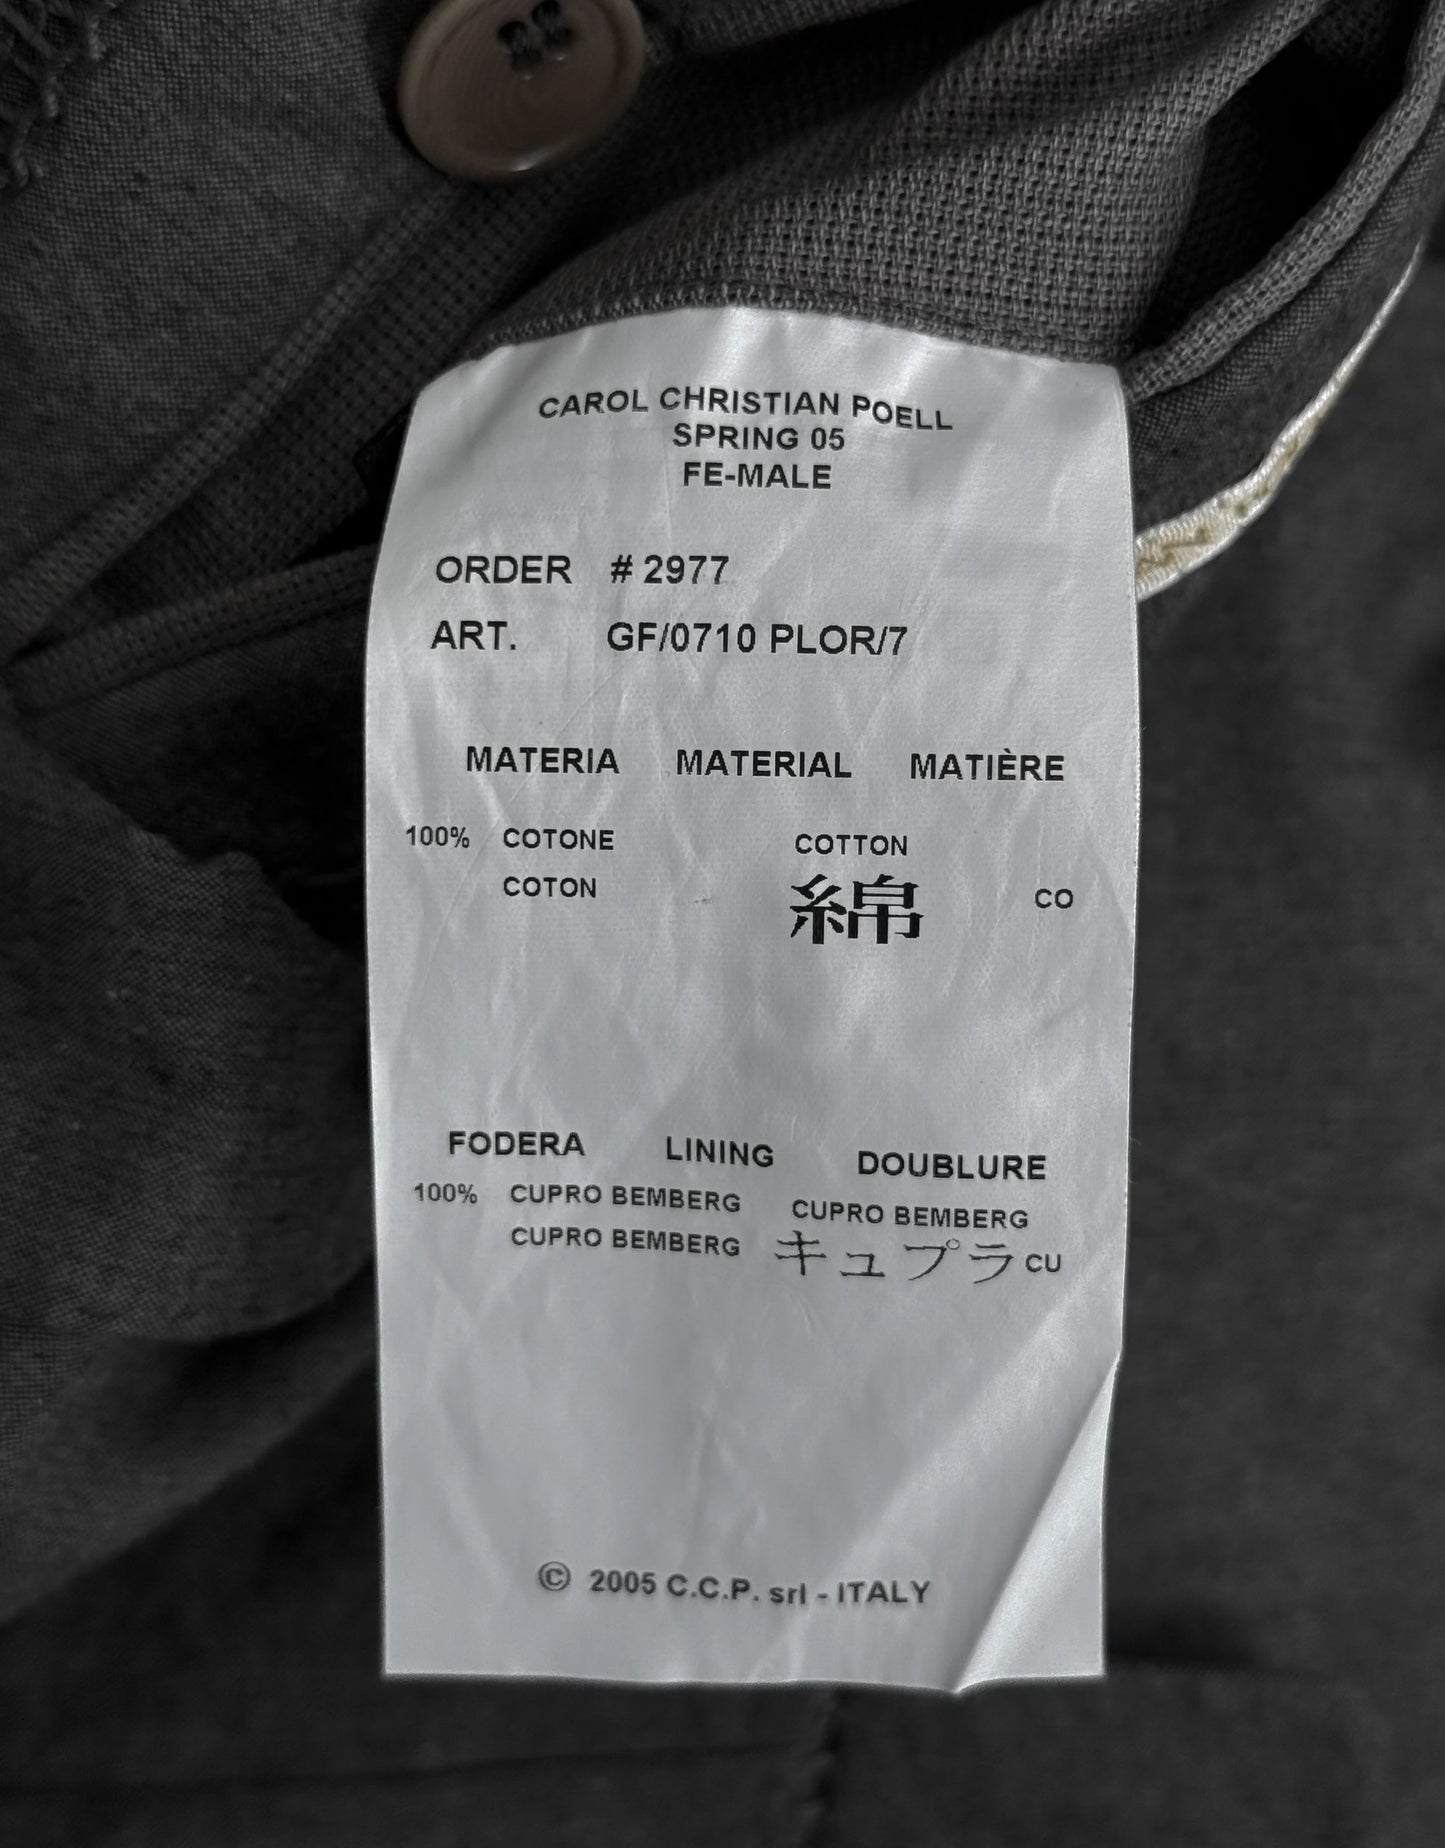 CAROL CHRISTIAN POELL
SPRING 05
FE-MALE
ORDER # 2977
ART. GF/0710 PLOR/7
MATERIA MATERIAL MATIÈRE
100% COTONE COTTON
COTON 綿 CO
FODERA LINING DOUBLURE
100% CUPRO BEMBERG CUPRO BEMBERG
CUPRO BEMBERG キュプラ CU
© 2005 C.C.P. srl - ITALY